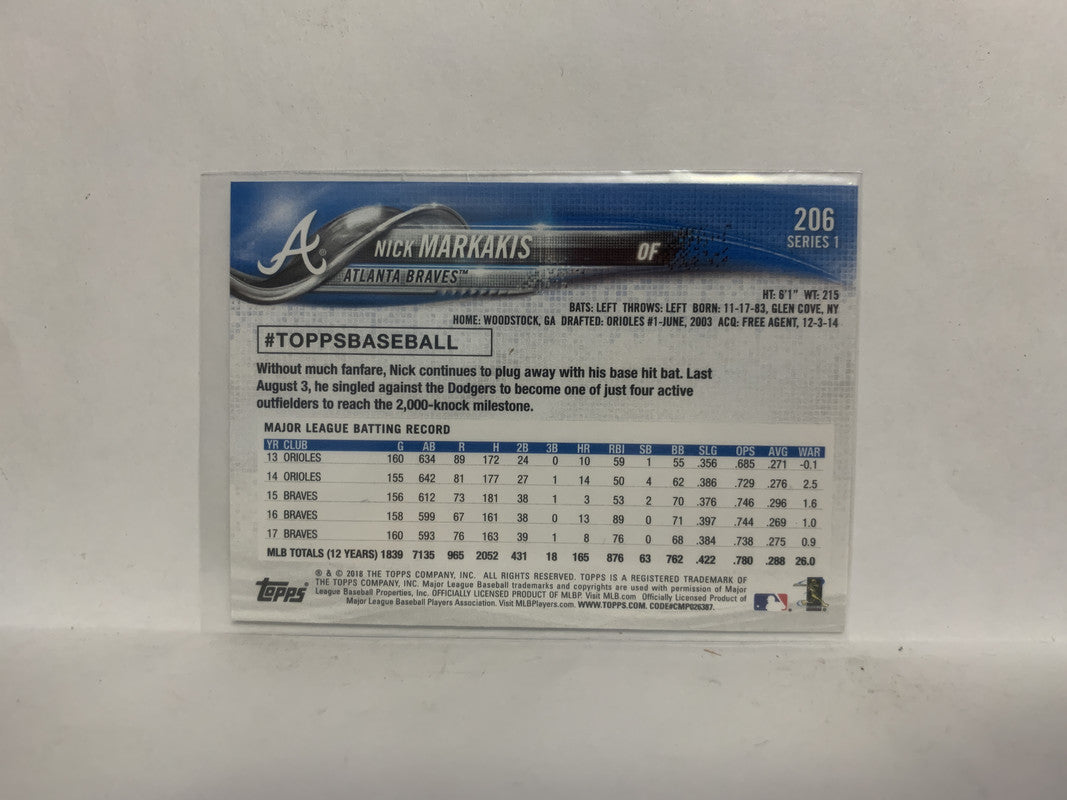 206
SERIES 1
A
NICK MARKAKIS OF
ATLANTA BRAVES™
HT: 6'1" WT: 215
BATS: LEFT THROWS: LEFT BORN: 11-17-83, GLEN COVE, NY
HOME: WOODSTOCK, GA DRAFTED: ORIOLES #1-JUNE, 2003 ACQ: FREE AGENT, 12-3-14
#TOPPSBASEBALL
Without much fanfare, Nick continues to plug away with his base hit bat. Last
August 3, he singled against the Dodgers to become one of just four active
outfielders to reach the 2,000-knock milestone.
MAJOR LEAGUE BATTING RECORD
YR CLUB G AB R H 2B 3B HR RBI SB BB SLG OPS AVG WAR
13 ORIOLES 160 634 89 172 24 0 10 59 1 55 .356 .685 .271 -0.1
14 ORIOLES 155 642 81 177 27 1 14 50 4 62 .386 .729 .276 2.5
15 BRAVES 156 612 73 181 38 1 3 53 2 70 .376 .746 .296 1.6
16 BRAVES 158 599 67 161 38 0 13 89 0 71 .397 .744 .269 1.0
17 BRAVES 160 593 76 163 39 1 8 76 0 68 .384 .738 .275 0.9
MLB TOTALS (12 YEARS) 1839 7135 965 2052 431 18 165 876 63 762 .422 .780 .288 26.0
® & © 2018 THE TOPPS COMPANY, INC. ALL RIGHTS RESERVED. TOPPS IS A REGISTERED TRADEMARK OF
THE TOPPS COMPANY, INC. Major League Baseball trademarks and copyrights are used with permission of Major
League Baseball Properties, Inc. OFFICIALLY LICENSED PRODUCT OF MLBP. Visit MLB.com Officially Licensed Product of
Major League Baseball Players Association. Visit MLBPlayers.com. WWW.TOPPS.COM. CODE#CMP026387.
topps